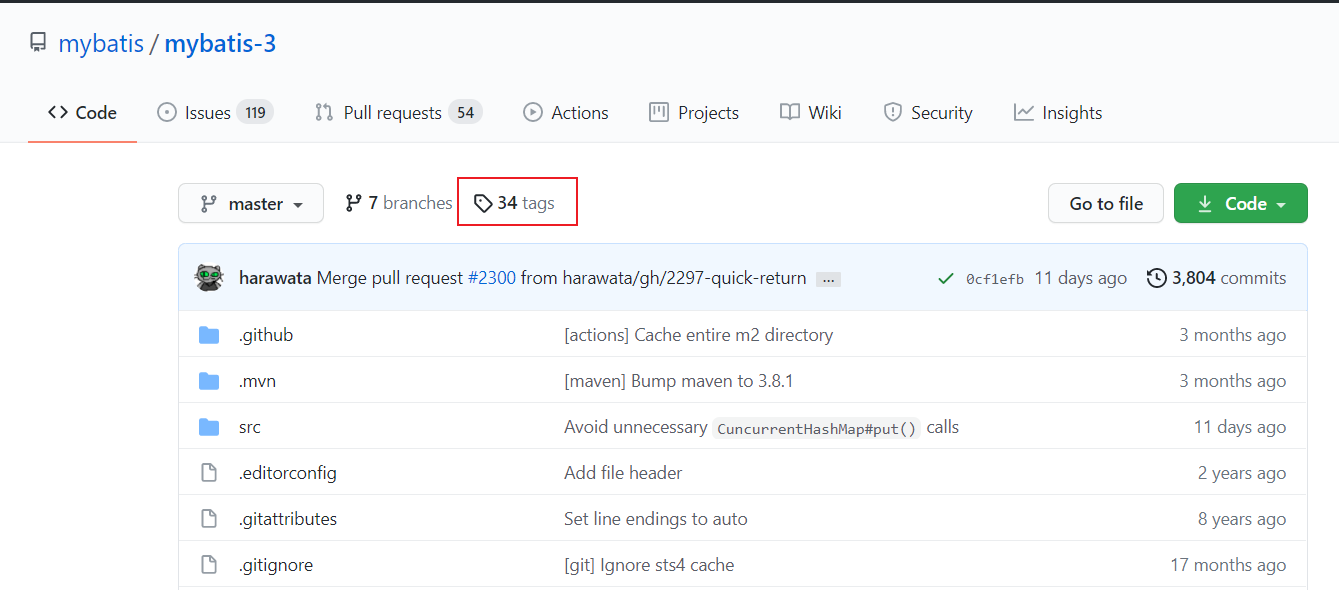 mybatis / mybatis-3
Code Issues 119 Pull requests 54 Actions Projects Wiki Security Insights
master 7 branches 34 tags Go to file Code
harawata Merge pull request #2300 from harawata/gh/2297-quick-return ... 0cf1efb 11 days ago 3,804 commits
.github [actions] Cache entire m2 directory 3 months ago
.mvn [maven] Bump maven to 3.8.1 3 months ago
src Avoid unnecessary CuncurrentHashMap#put() calls 11 days ago
.editorconfig Add file header 2 years ago
.gitattributes Set line endings to auto 8 years ago
.gitignore [git] Ignore sts4 cache 17 months ago